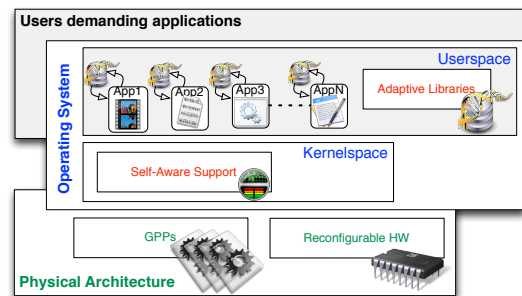 Users demanding applications
Userspace
App1
App2
App3
AppN
Adaptive Libraries
Operating System
Kernelspace
Self-Aware Support
GPPs
Reconfigurable HW
Physical Architecture